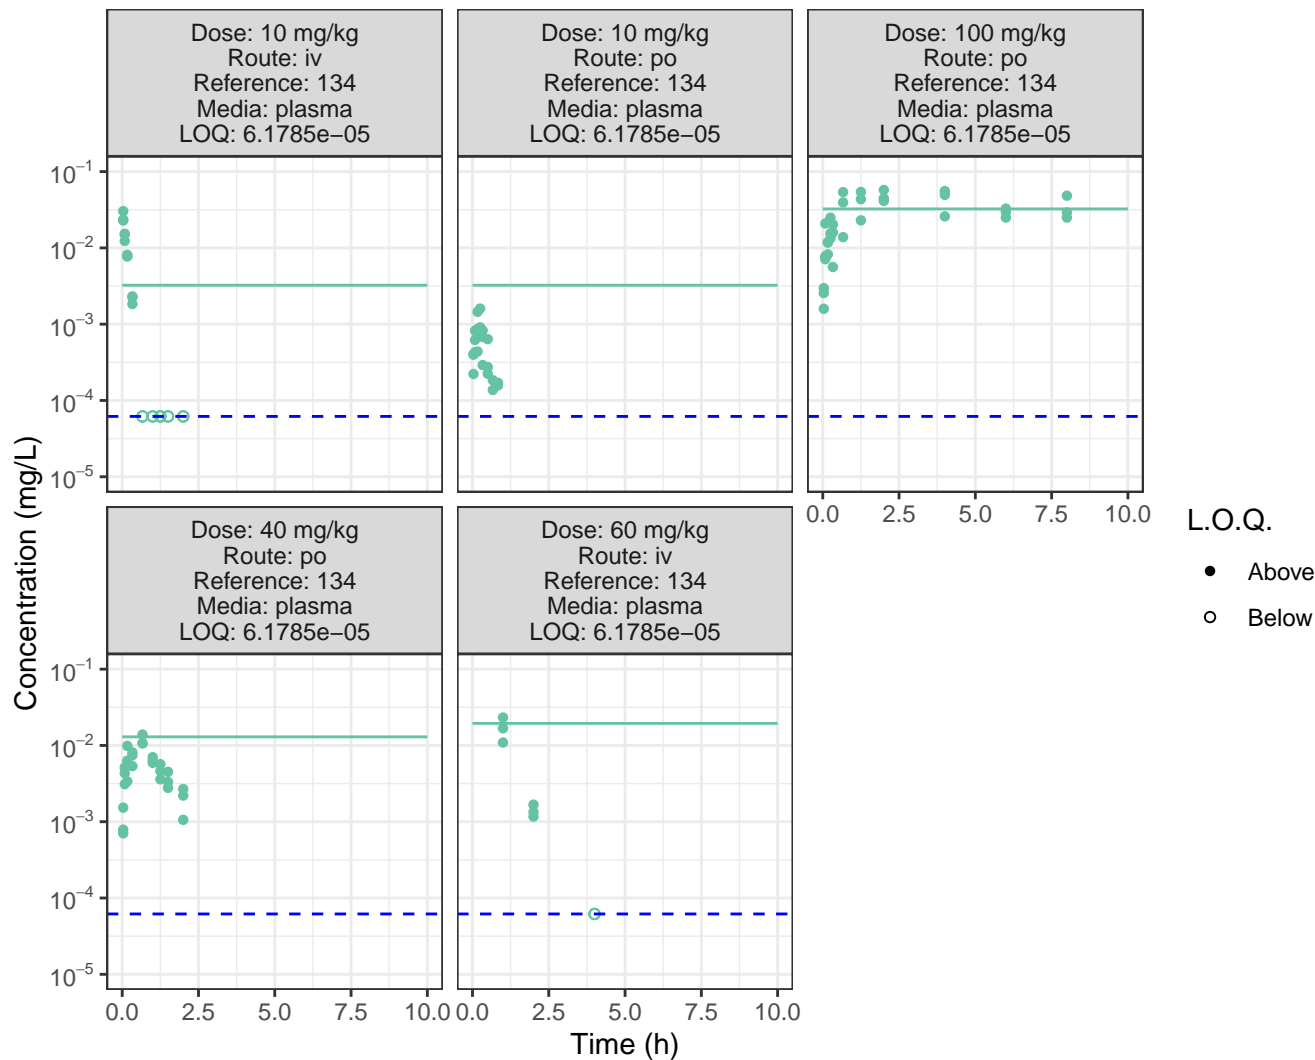 Dose: 10 mg/kg
Route: iv
Reference: 134
Media: plasma
LOQ: 6.1785e−05
Dose: 10 mg/kg
Route: po
Reference: 134
Media: plasma
LOQ: 6.1785e−05
Dose: 100 mg/kg
Route: po
Reference: 134
Media: plasma
LOQ: 6.1785e−05
10⁻¹
10⁻²
10⁻³
10⁻⁴
10⁻⁵
0.0 2.5 5.0 7.5 10.0
Dose: 40 mg/kg
Route: po
Reference: 134
Media: plasma
LOQ: 6.1785e−05
Dose: 60 mg/kg
Route: iv
Reference: 134
Media: plasma
LOQ: 6.1785e−05
10⁻¹
10⁻²
10⁻³
10⁻⁴
10⁻⁵
0.0 2.5 5.0 7.5 10.0
0.0 2.5 5.0 7.5 10.0
Time (h)
Concentration (mg/L)
L.O.Q.
Above
Below